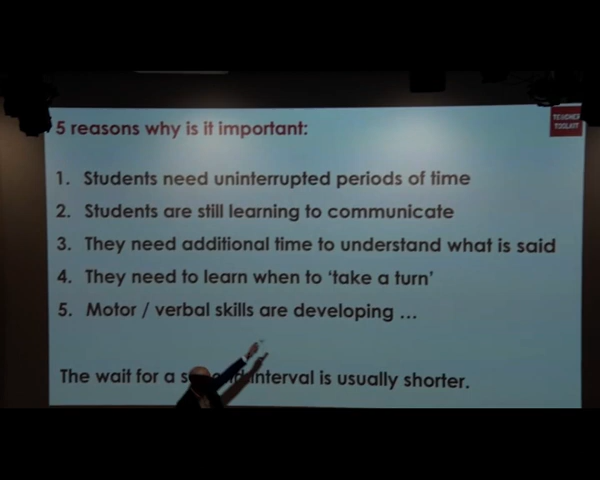 5 reasons why is it important:
TEACHER
TOOLKIT
1. Students need uninterrupted periods of time
2. Students are still learning to communicate
3. They need additional time to understand what is said
4. They need to learn when to ‘take a turn’
5. Motor / verbal skills are developing ...
The wait for a interval is usually shorter.